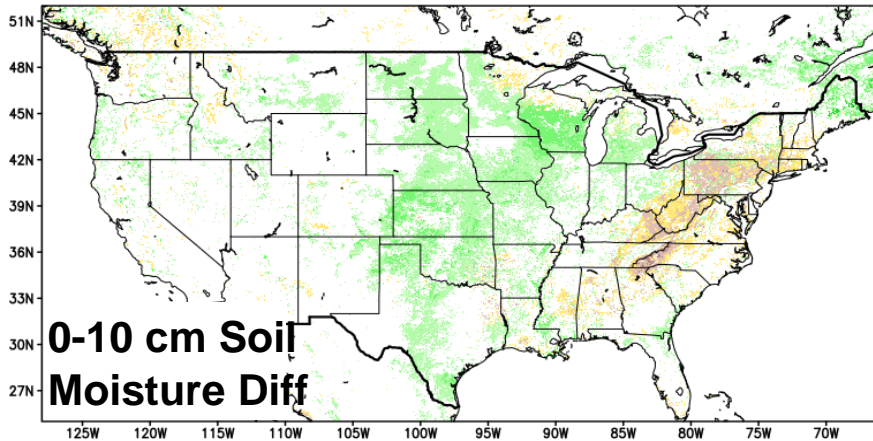 51N
48N
45N
42N
39N
36N
33N
30N
27N
0-10 cm Soil
Moisture Diff
125W 120W 115W 110W 105W 100W 95W 90W 85W 80W 75W 70W